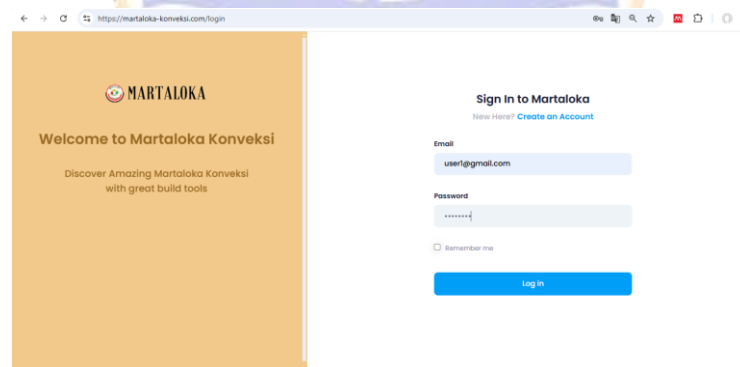 https://martaloka-konveksi.com/login
MARTALOKA
Welcome to Martaloka Konveksi
Discover Amazing Martaloka Konveksi
with great build tools
Sign In to Martaloka
New Here? Create an Account
Email
user1@gmail.com
Password
Remember me
Log in